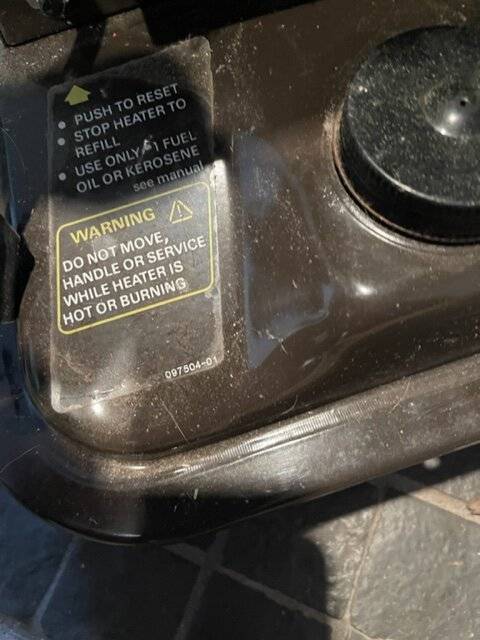 • PUSH TO RESET
• STOP HEATER TO
REFILL
• USE ONLY #1 FUEL
OIL OR KEROSENE
see manual
WARNING
DO NOT MOVE,
HANDLE OR SERVICE
WHILE HEATER IS
HOT OR BURNING
097504-01